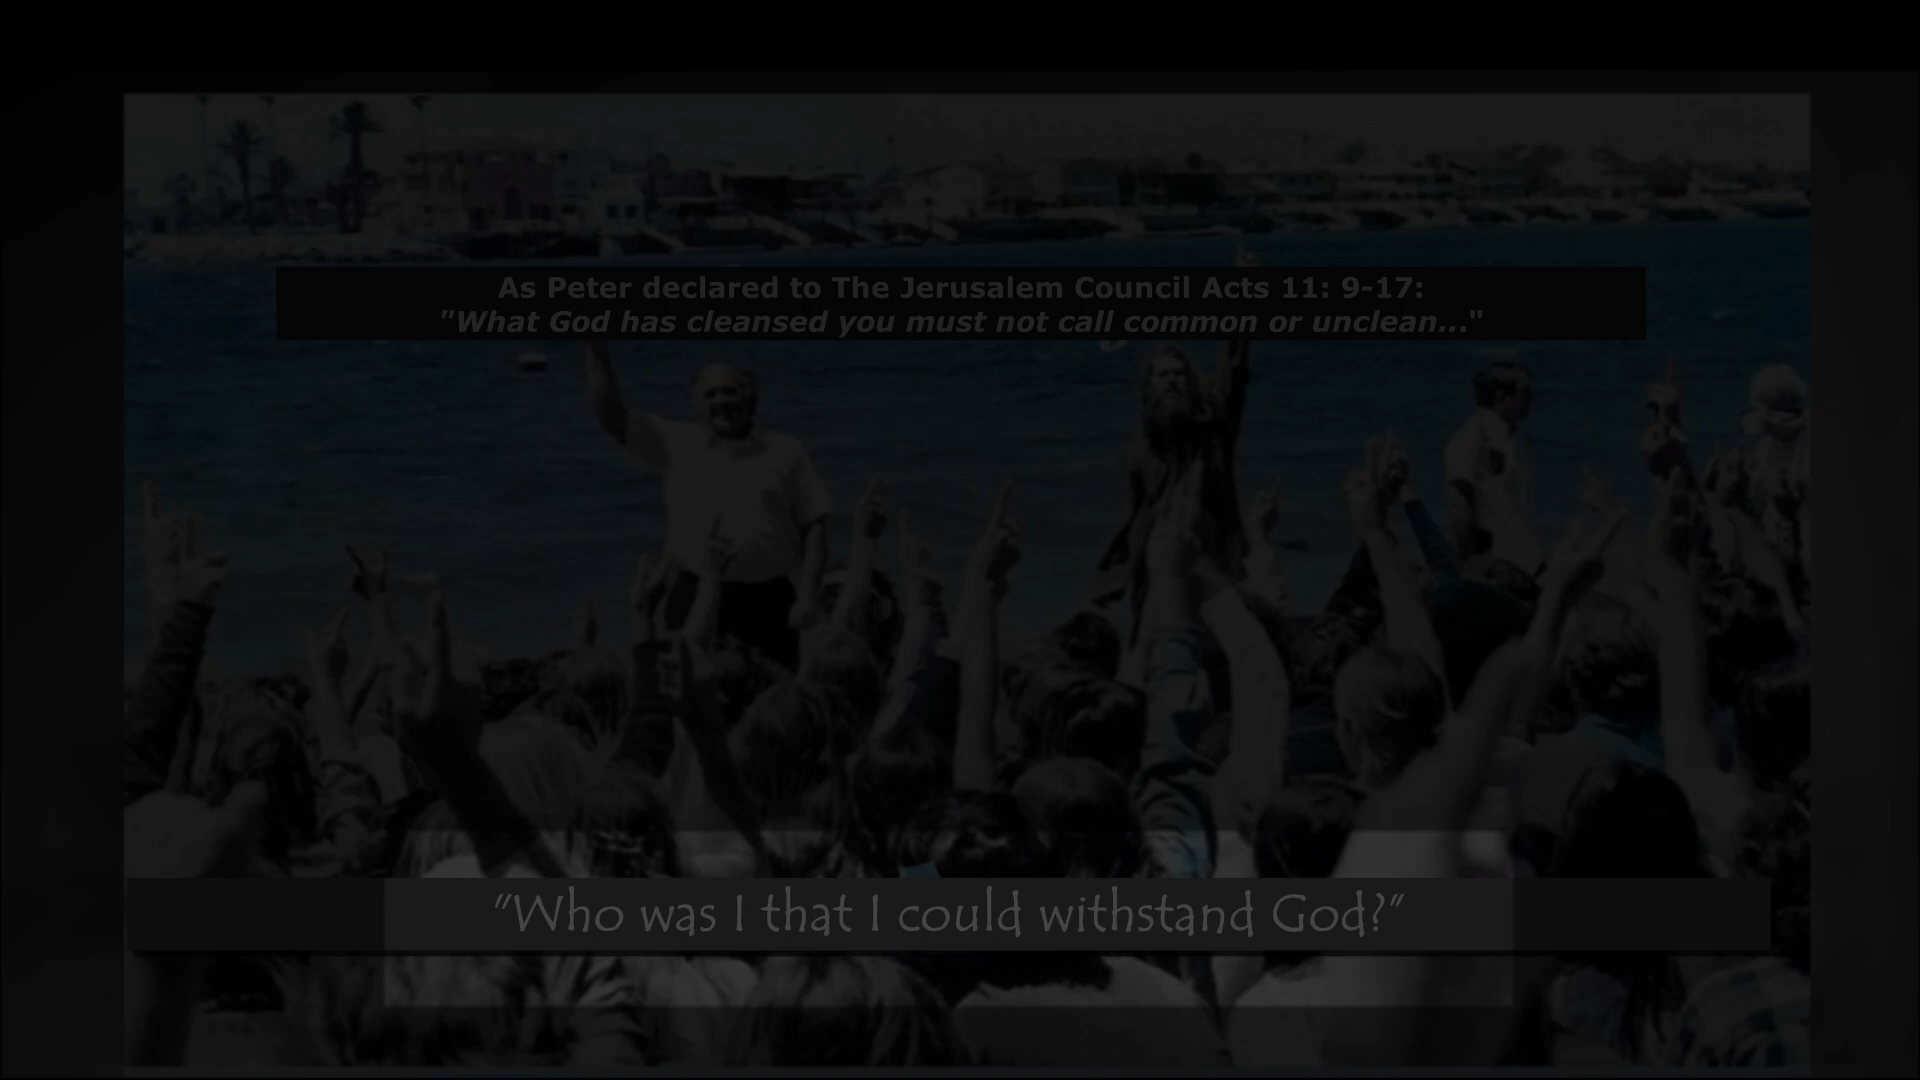 As Peter declared to The Jerusalem Council Acts 11: 9-17:
"What God has cleansed you must not call common or unclean..."
“Who was I that I could withstand God?”